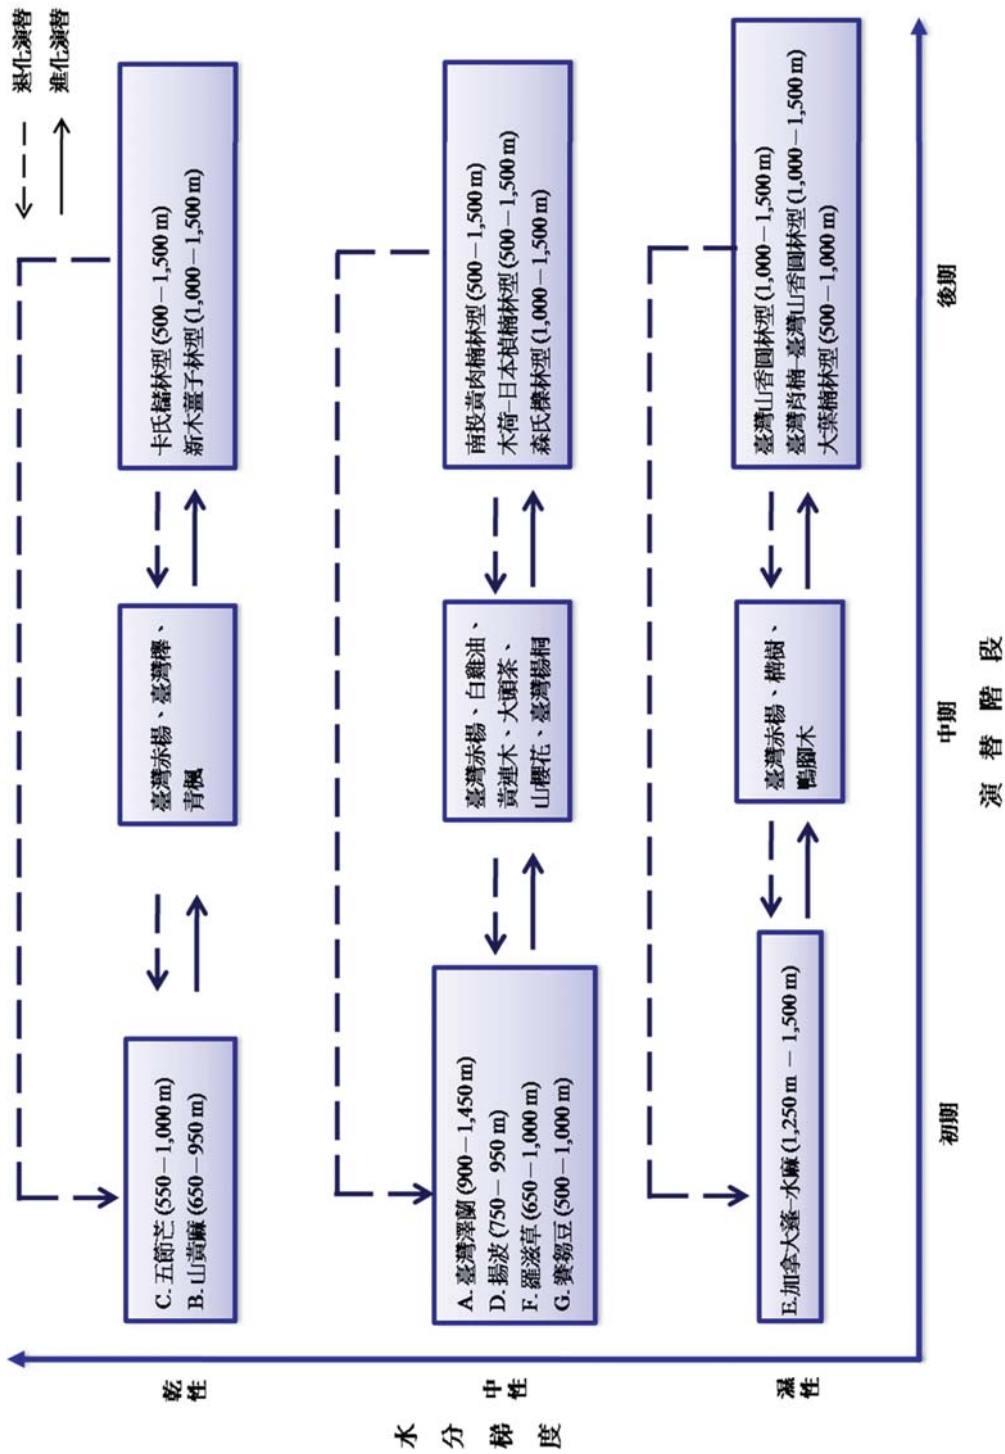 退化演替
進化演替
水分梯度
乾性
C. 五節芒 (550－1,000 m)
B. 山黃麻 (650－950 m)
臺灣赤楊、臺灣櫸、
青楓
卡氏櫧林型 (500－1,500 m)
新木薑子林型 (1,000－1,500 m)
中性
A. 臺灣澤蘭 (900－1,450 m)
D. 揚波 (750－950 m)
F. 羅滋草 (650－1,000 m)
G. 賽芻豆 (500－1,000 m)
臺灣赤楊、白雞油、
黃連木、大頭茶、
山櫻花、臺灣楊桐
南投黃肉楠林型 (500－1,500 m)
木荷–日本楨楠林型 (500－1,500 m)
森氏櫟林型 (1,000－1,500 m)
濕性
E.加拿大蓬–水麻 (1,250 m － 1,500 m)
臺灣赤楊、構樹、
鴨腳木
臺灣山香圓林型 (1,000－1,500 m)
臺灣肖楠–臺灣山香圓林型 (1,000－1,500 m)
大葉楠林型 (500－1,000 m)
初期
中期
後期
演替階段